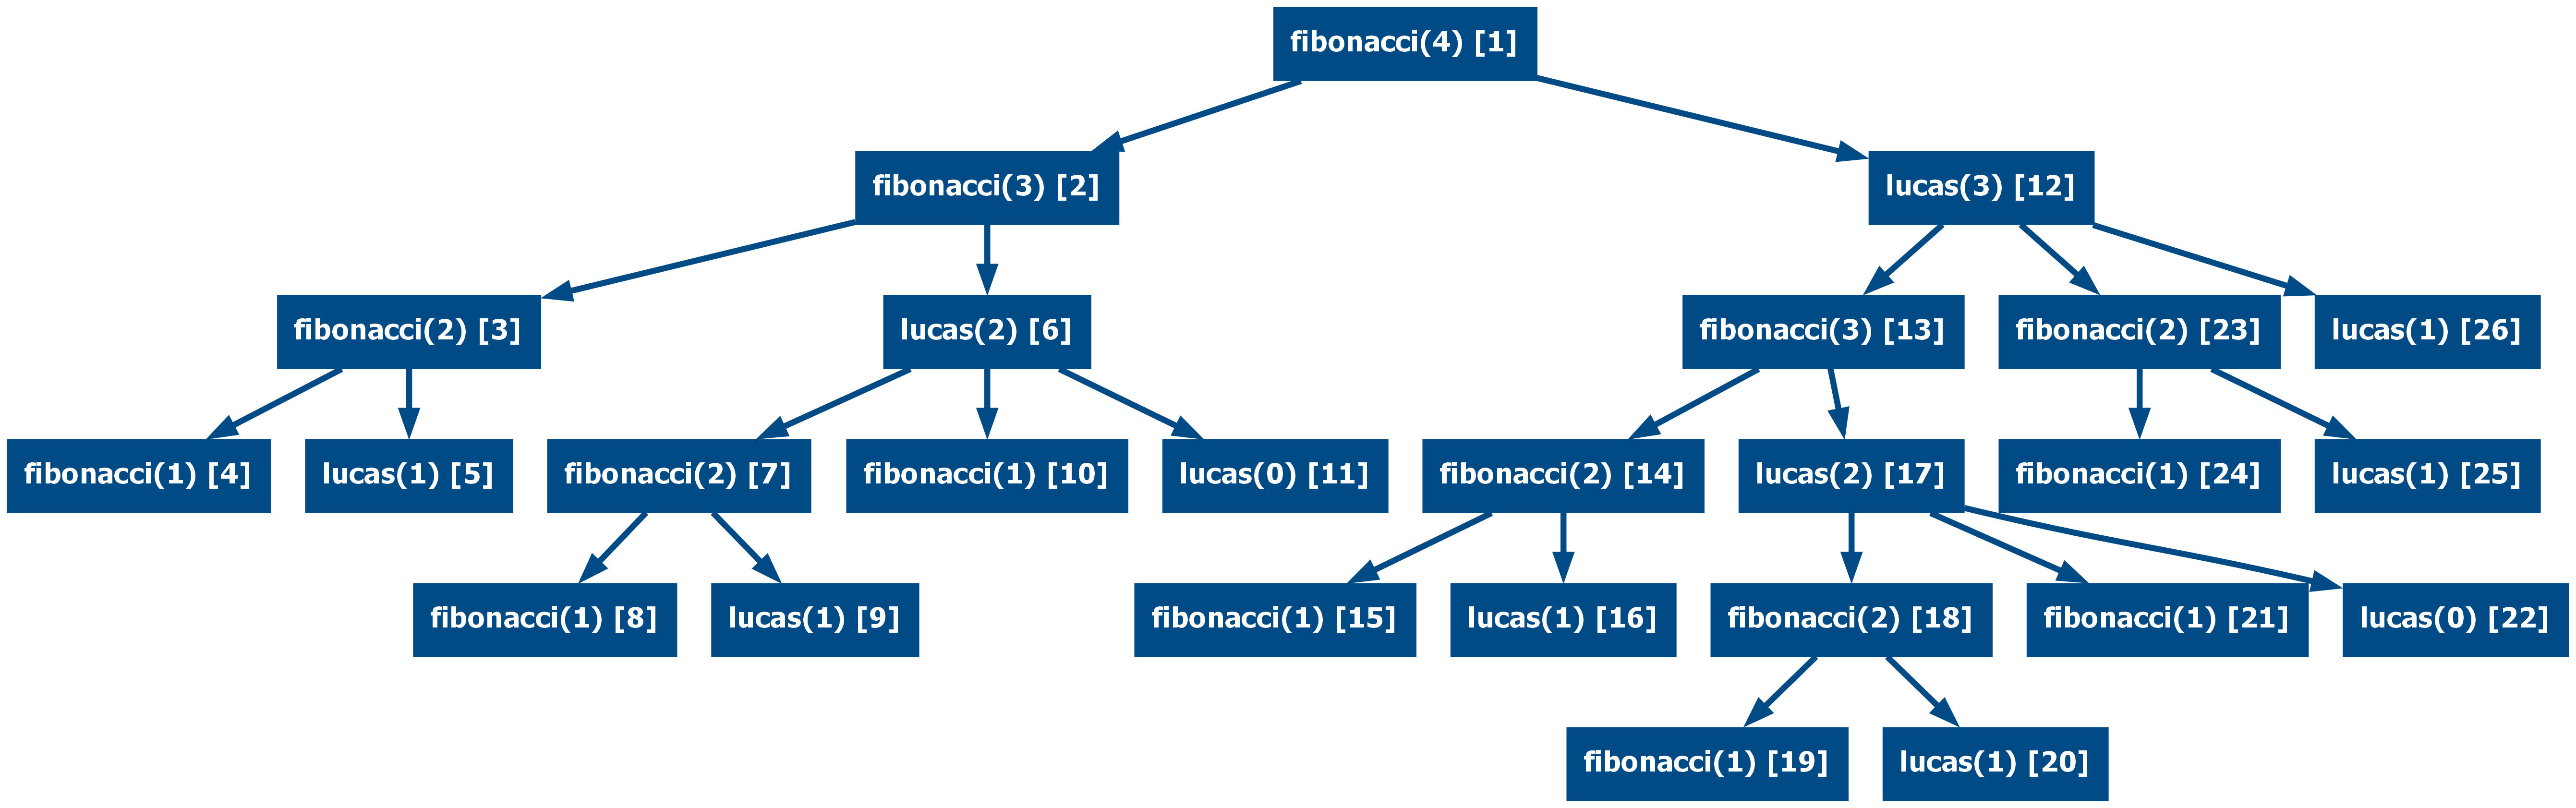 fibonacci(4) [1]
fibonacci(3) [2]
lucas(3) [12]
fibonacci(2) [3]
lucas(2) [6]
fibonacci(3) [13]
fibonacci(2) [23]
lucas(1) [26]
fibonacci(1) [4]
lucas(1) [5]
fibonacci(2) [7]
fibonacci(1) [10]
lucas(0) [11]
fibonacci(2) [14]
lucas(2) [17]
fibonacci(1) [24]
lucas(1) [25]
fibonacci(1) [8]
lucas(1) [9]
fibonacci(1) [15]
lucas(1) [16]
fibonacci(2) [18]
fibonacci(1) [21]
lucas(0) [22]
fibonacci(1) [19]
lucas(1) [20]